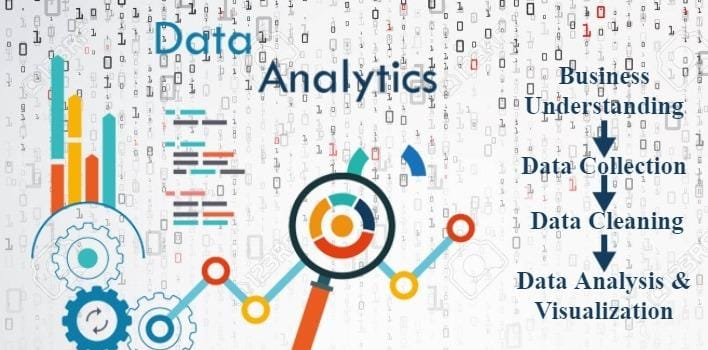 Data
Analytics
Business
Understanding
Data Collection
Data Cleaning
Data Analysis &
Visualization